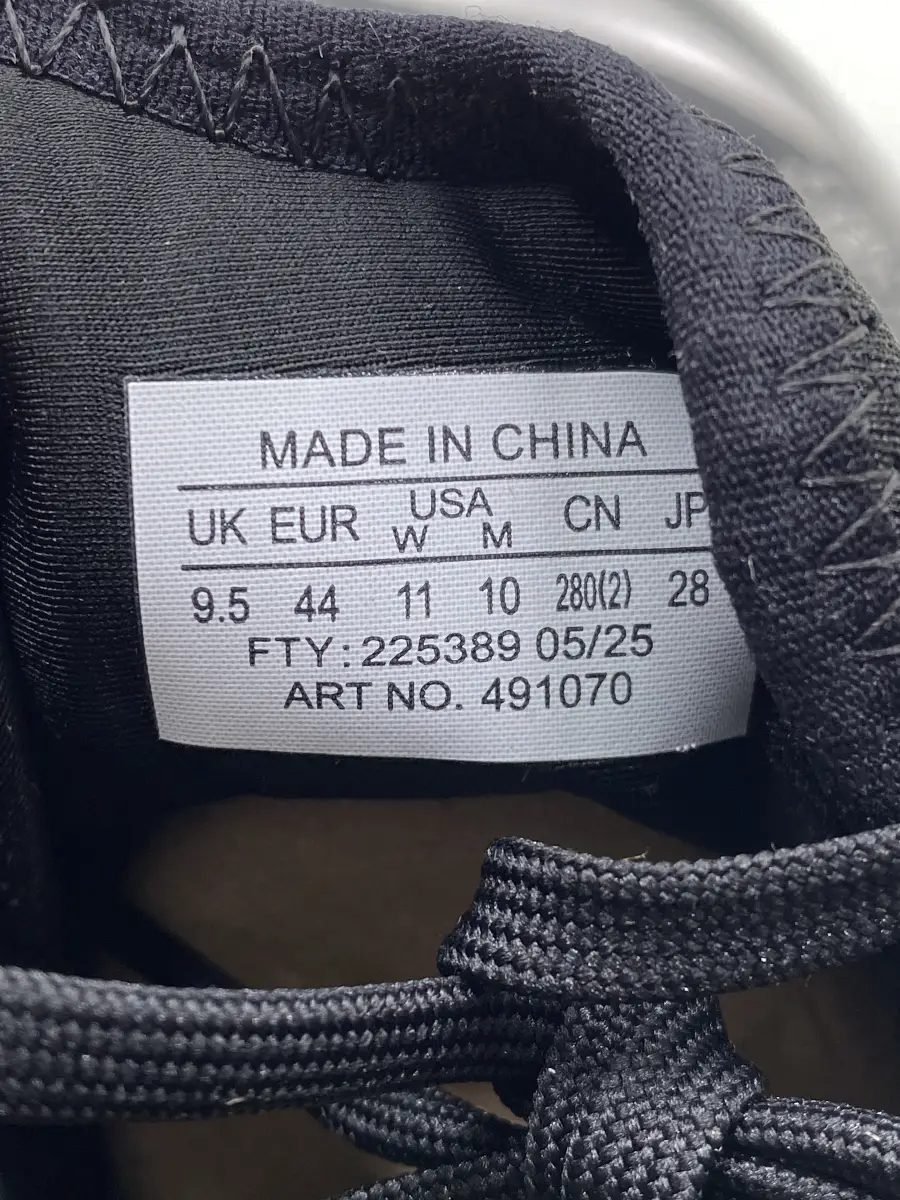 MADE IN CHINA
UK EUR USA CN JP
W M
9.5 44 11 10 280(2) 28
FTY: 225389 05/25
ART NO. 491070